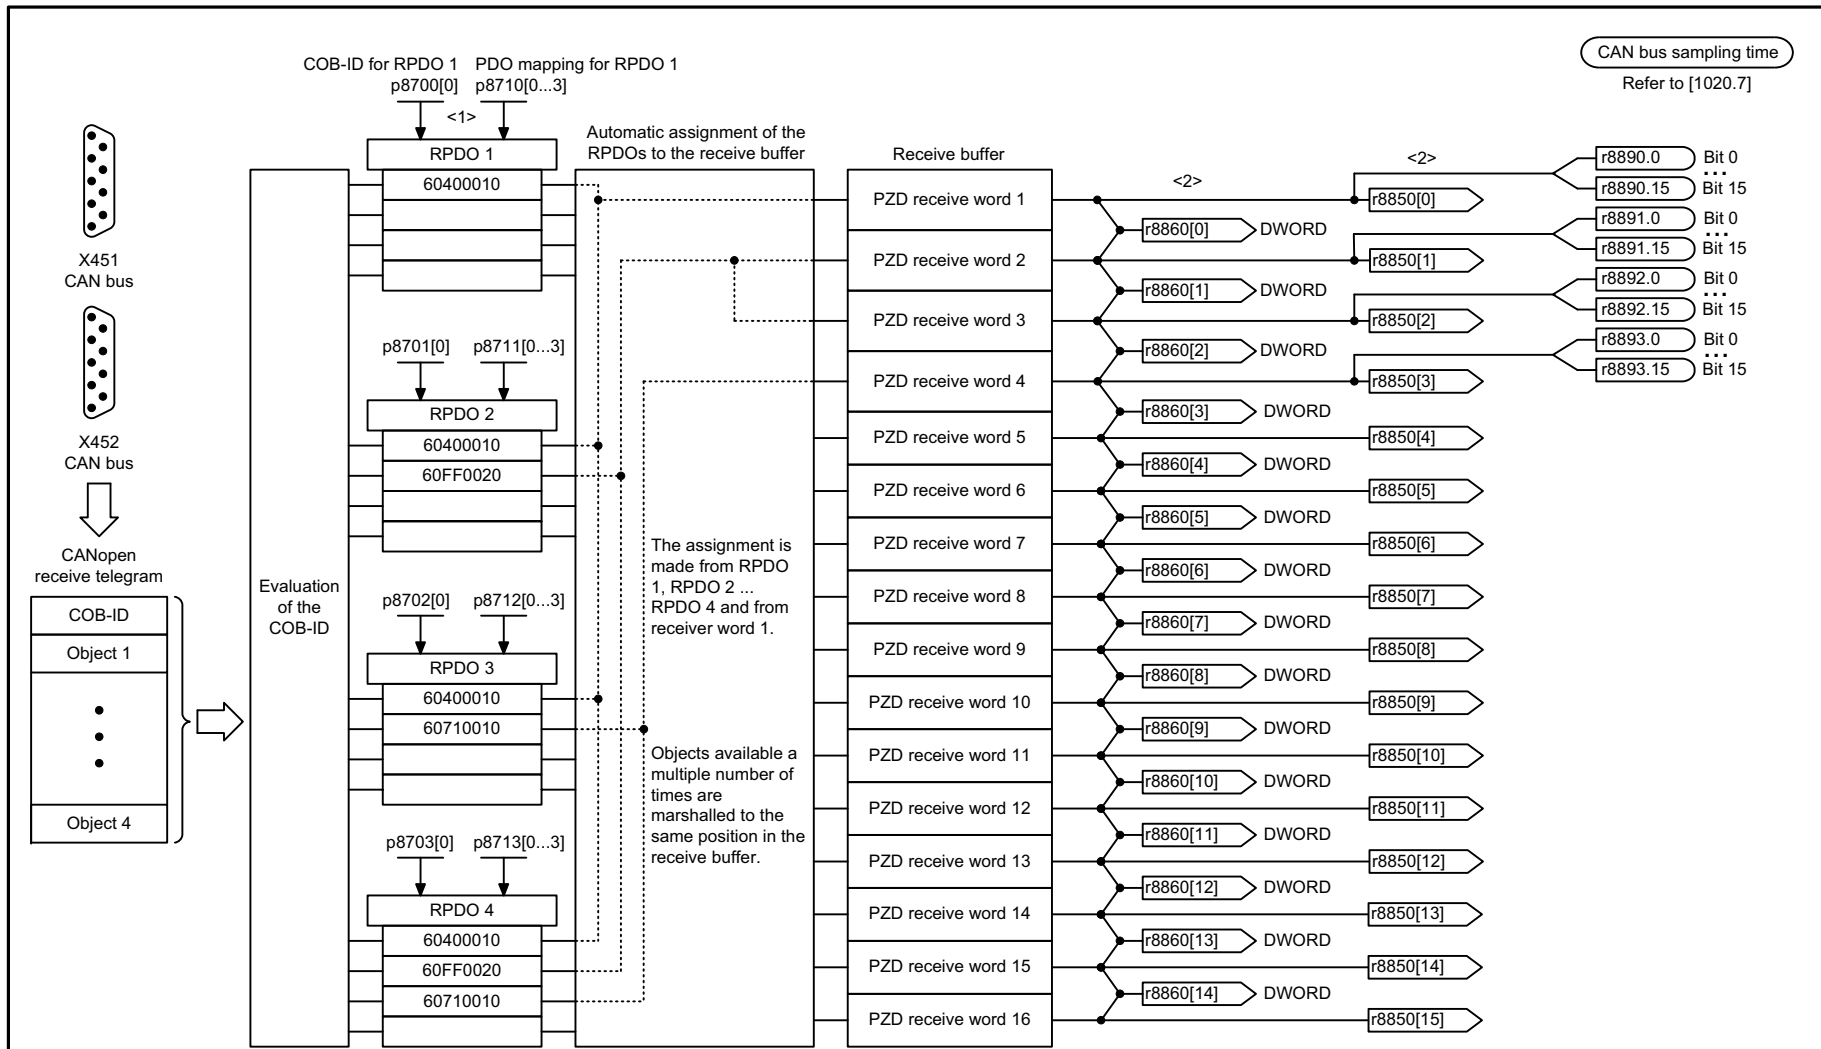 COB-ID for RPDO 1
p8700[0]
PDO mapping for RPDO 1
p8710[0...3]
<1>
CAN bus sampling time
Refer to [1020.7]
X451
CAN bus
X452
CAN bus
CANopen
receive telegram
COB-ID
Object 1
Object 4
Evaluation
of the
COB-ID
RPDO 1
60400010
p8701[0]
p8711[0...3]
RPDO 2
60400010
60FF0020
p8702[0]
p8712[0...3]
RPDO 3
60400010
60710010
p8703[0]
p8713[0...3]
RPDO 4
60400010
60FF0020
60710010
Automatic assignment of the
RPDOs to the receive buffer
The assignment is
made from RPDO
1, RPDO 2 ...
RPDO 4 and from
receiver word 1.
Objects available a
multiple number of
times are
marshalled to the
same position in the
receive buffer.
Receive buffer
PZD receive word 1
PZD receive word 2
PZD receive word 3
PZD receive word 4
PZD receive word 5
PZD receive word 6
PZD receive word 7
PZD receive word 8
PZD receive word 9
PZD receive word 10
PZD receive word 11
PZD receive word 12
PZD receive word 13
PZD receive word 14
PZD receive word 15
PZD receive word 16
<2>
r8860[0] DWORD
r8860[1] DWORD
r8860[2] DWORD
r8860[3] DWORD
r8860[4] DWORD
r8860[5] DWORD
r8860[6] DWORD
r8860[7] DWORD
r8860[8] DWORD
r8860[9] DWORD
r8860[10] DWORD
r8860[11] DWORD
r8860[12] DWORD
r8860[13] DWORD
r8860[14] DWORD
<2>
r8850[0]
r8850[1]
r8850[2]
r8850[3]
r8850[4]
r8850[5]
r8850[6]
r8850[7]
r8850[8]
r8850[9]
r8850[10]
r8850[11]
r8850[12]
r8850[13]
r8850[14]
r8850[15]
r8890.0 Bit 0
...
r8890.15 Bit 15
r8891.0 Bit 0
...
r8891.15 Bit 15
r8892.0 Bit 0
...
r8892.15 Bit 15
r8893.0 Bit 0
...
r8893.15 Bit 15